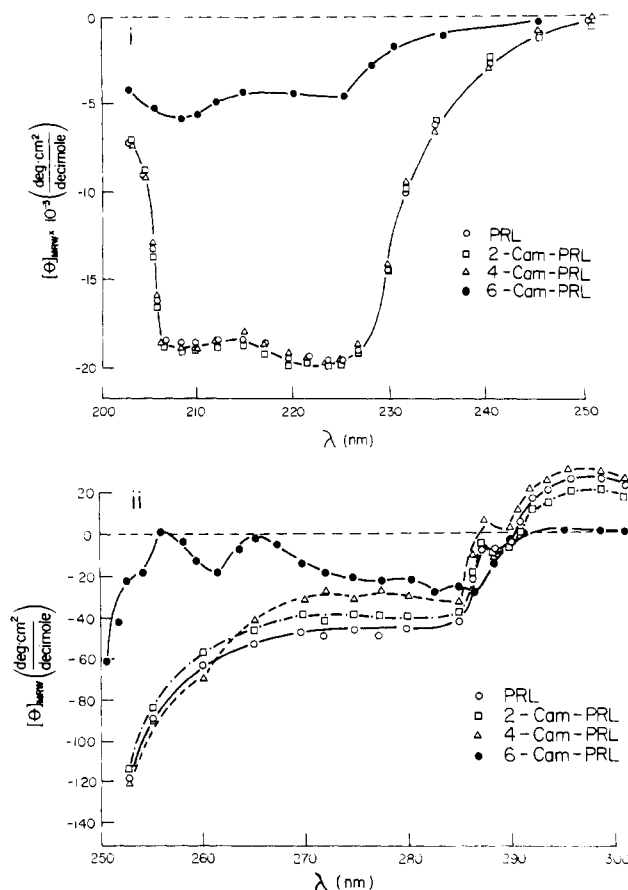 i
0
-5
-10
-15
-20
[θ]MRW × 10⁻³ (deg·cm²/decimole)
PRL
2-Cam-PRL
4-Cam-PRL
6-Cam-PRL
200 210 220 230 240 250
λ (nm)
ii
20
0
-20
-40
-60
-80
-100
-120
-140
[θ]MRW (deg·cm²/decimole)
PRL
2-Cam-PRL
4-Cam-PRL
6-Cam-PRL
250 260 270 280 290 300
λ (nm)